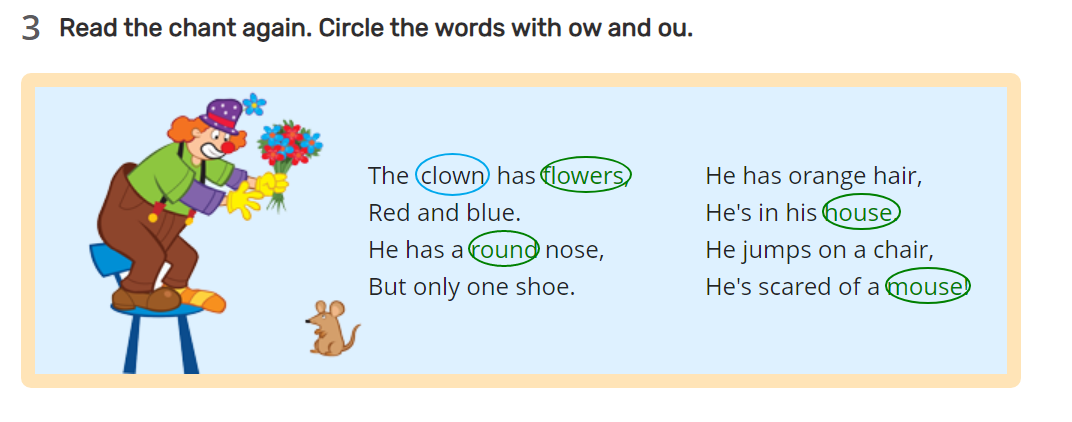 3 Read the chant again. Circle the words with ow and ou.
The clown has flowers,
Red and blue.
He has a round nose,
But only one shoe.
He has orange hair,
He's in his house
He jumps on a chair,
He's scared of a mouse!